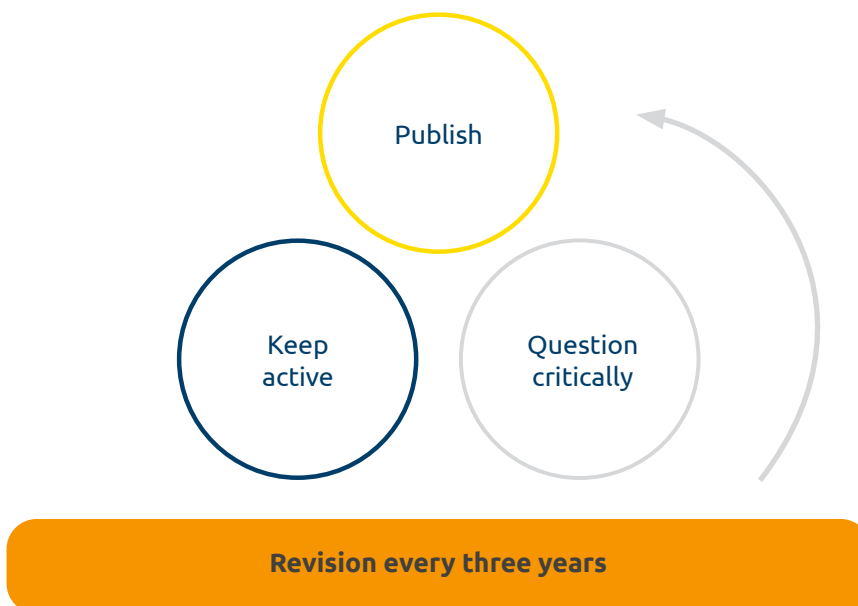 Publish
Keep
active
Question
critically
Revision every three years